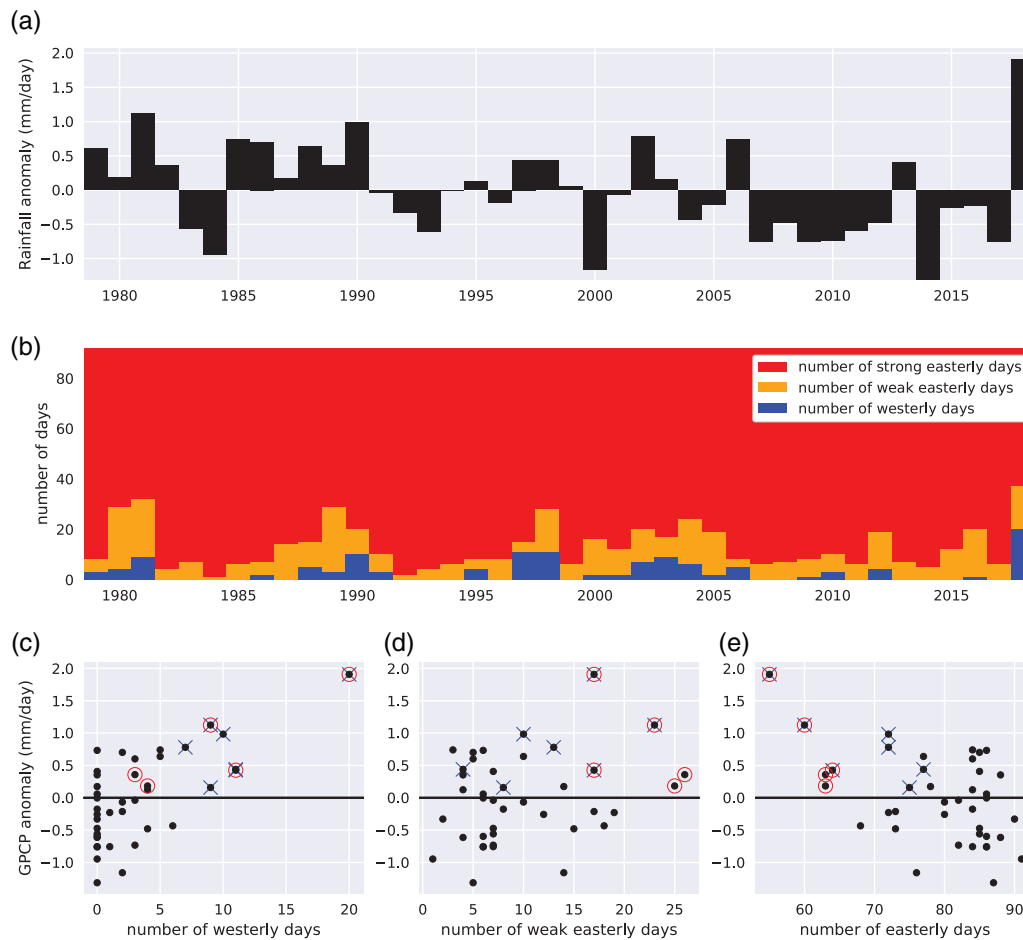 (a)
Rainfall anomaly (mm/day)
2.0
1.5
1.0
0.5
0.0
−0.5
−1.0
1980 1985 1990 1995 2000 2005 2010 2015
(b)
number of days
80
60
40
20
0
number of strong easterly days
number of weak easterly days
number of westerly days
1980 1985 1990 1995 2000 2005 2010 2015
(c) (d) (e)
GPCP anomaly (mm/day)
2.0 2.0 2.0
1.5 1.5 1.5
1.0 1.0 1.0
0.5 0.5 0.5
0.0 0.0 0.0
−0.5 −0.5 −0.5
−1.0 −1.0 −1.0
0 5 10 15 20 0 5 10 15 20 25 60 70 80 90
number of westerly days number of weak easterly days number of easterly days